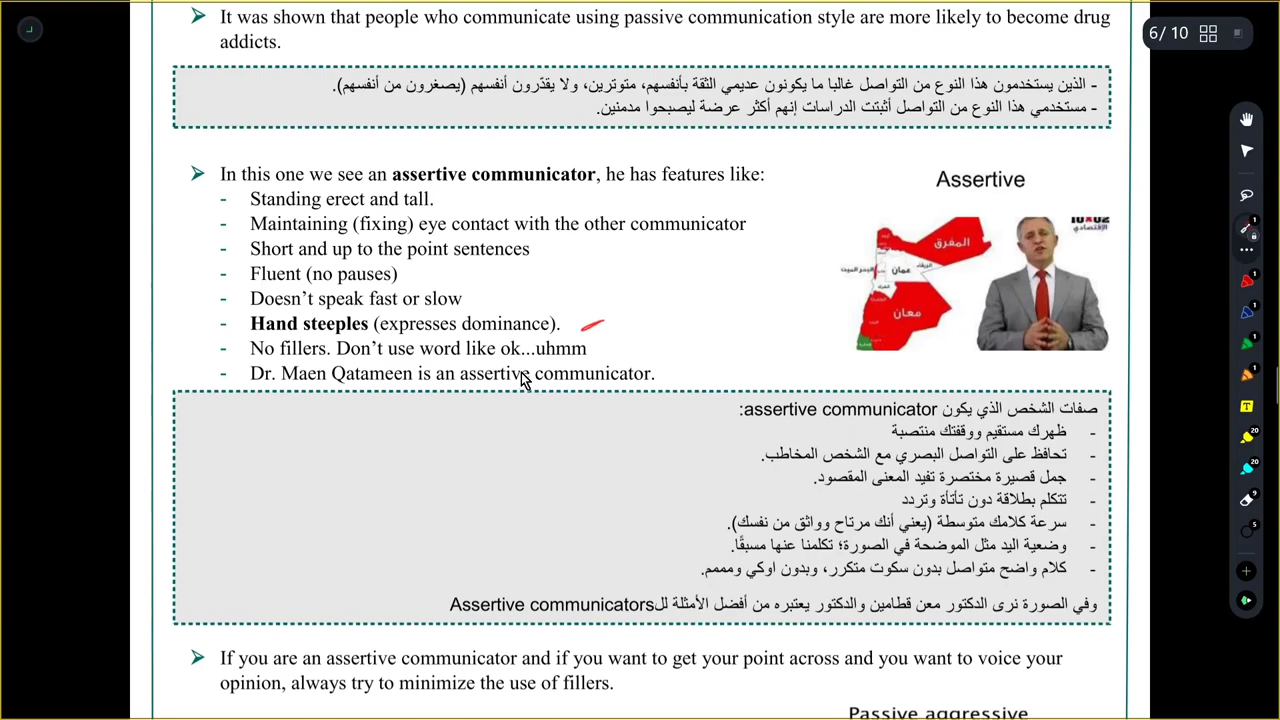 ➢ It was shown that people who communicate using passive communication style are more likely to become drug
addicts.
6/10
- الذين يستخدمون هذا النوع من التواصل غالبا ما يكونون عديمي الثقة بأنفسهم، متوترين، ولا يقدّرون أنفسهم (يصغرون من أنفسهم).
- مستخدمي هذا النوع من التواصل أثبتت الدراسات إنهم أكثر عرضة ليصبحوا مدمنين.
➢ In this one we see an assertive communicator, he has features like:
- Standing erect and tall.
- Maintaining (fixing) eye contact with the other communicator
- Short and up to the point sentences
- Fluent (no pauses)
- Doesn’t speak fast or slow
- Hand steeples (expresses dominance).
- No fillers. Don’t use word like ok...uhmm
- Dr. Maen Qatameen is an assertive communicator.
Assertive
المفرق
عمان
الزرقاء
البحر الميت
الكرك
معان
الاقتصادي
صفات الشخص الذي يكون assertive communicator:
- ظهرك مستقيم ووقفتك منتصبة
- تحافظ على التواصل البصري مع الشخص المخاطب.
- جمل قصيرة مختصرة تفيد المعنى المقصود.
- تتكلم بطلاقة دون تأتأة وتردد
- سرعة كلامك متوسطة (يعني أنك مرتاح وواثق من نفسك).
- وضعية اليد مثل الموضحة في الصورة؛ تكلمنا عنها مسبقًا.
- كلام واضح متواصل بدون سكوت متكرر، وبدون اوكي ومممم.
وفي الصورة نرى الدكتور معن قطامين والدكتور يعتبره من أفضل الأمثلة للAssertive communicators
➢ If you are an assertive communicator and if you want to get your point across and you want to voice your
opinion, always try to minimize the use of fillers.
Passive aggressive